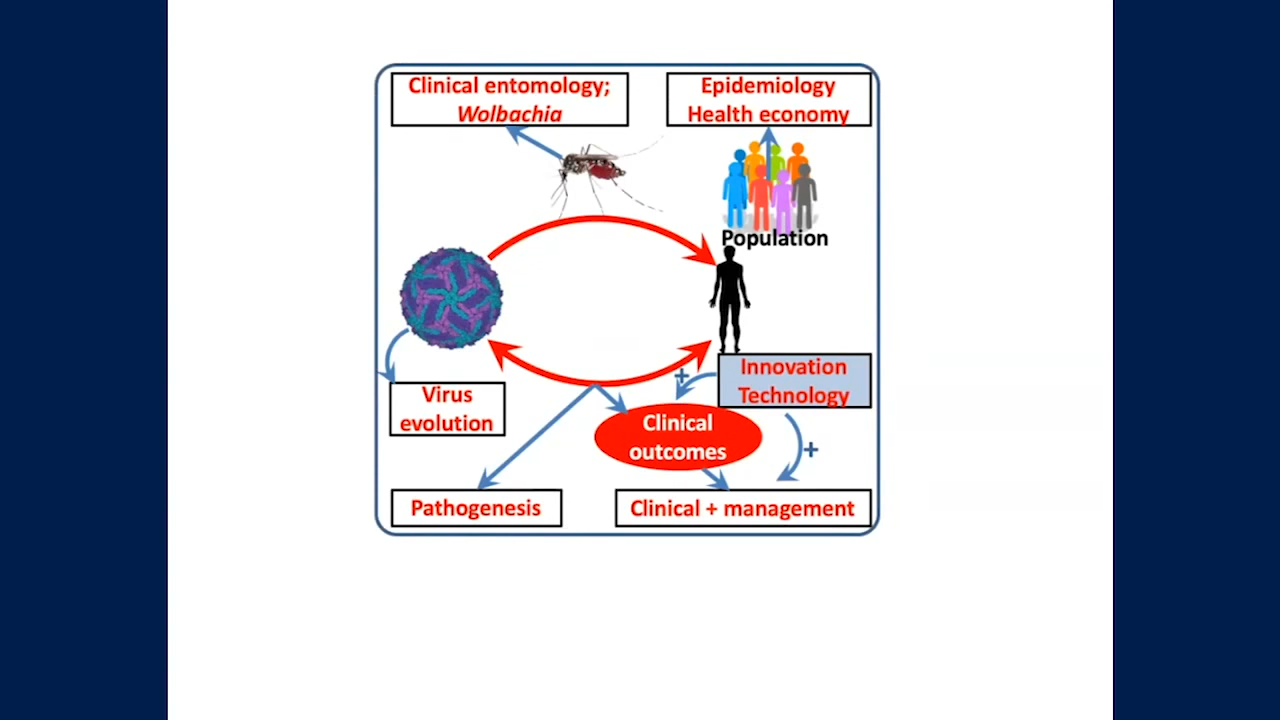 Clinical entomology;
Wolbachia
Epidemiology
Health economy
Population
Innovation
Technology
+
Virus
evolution
Clinical
outcomes
+
Pathogenesis
Clinical + management